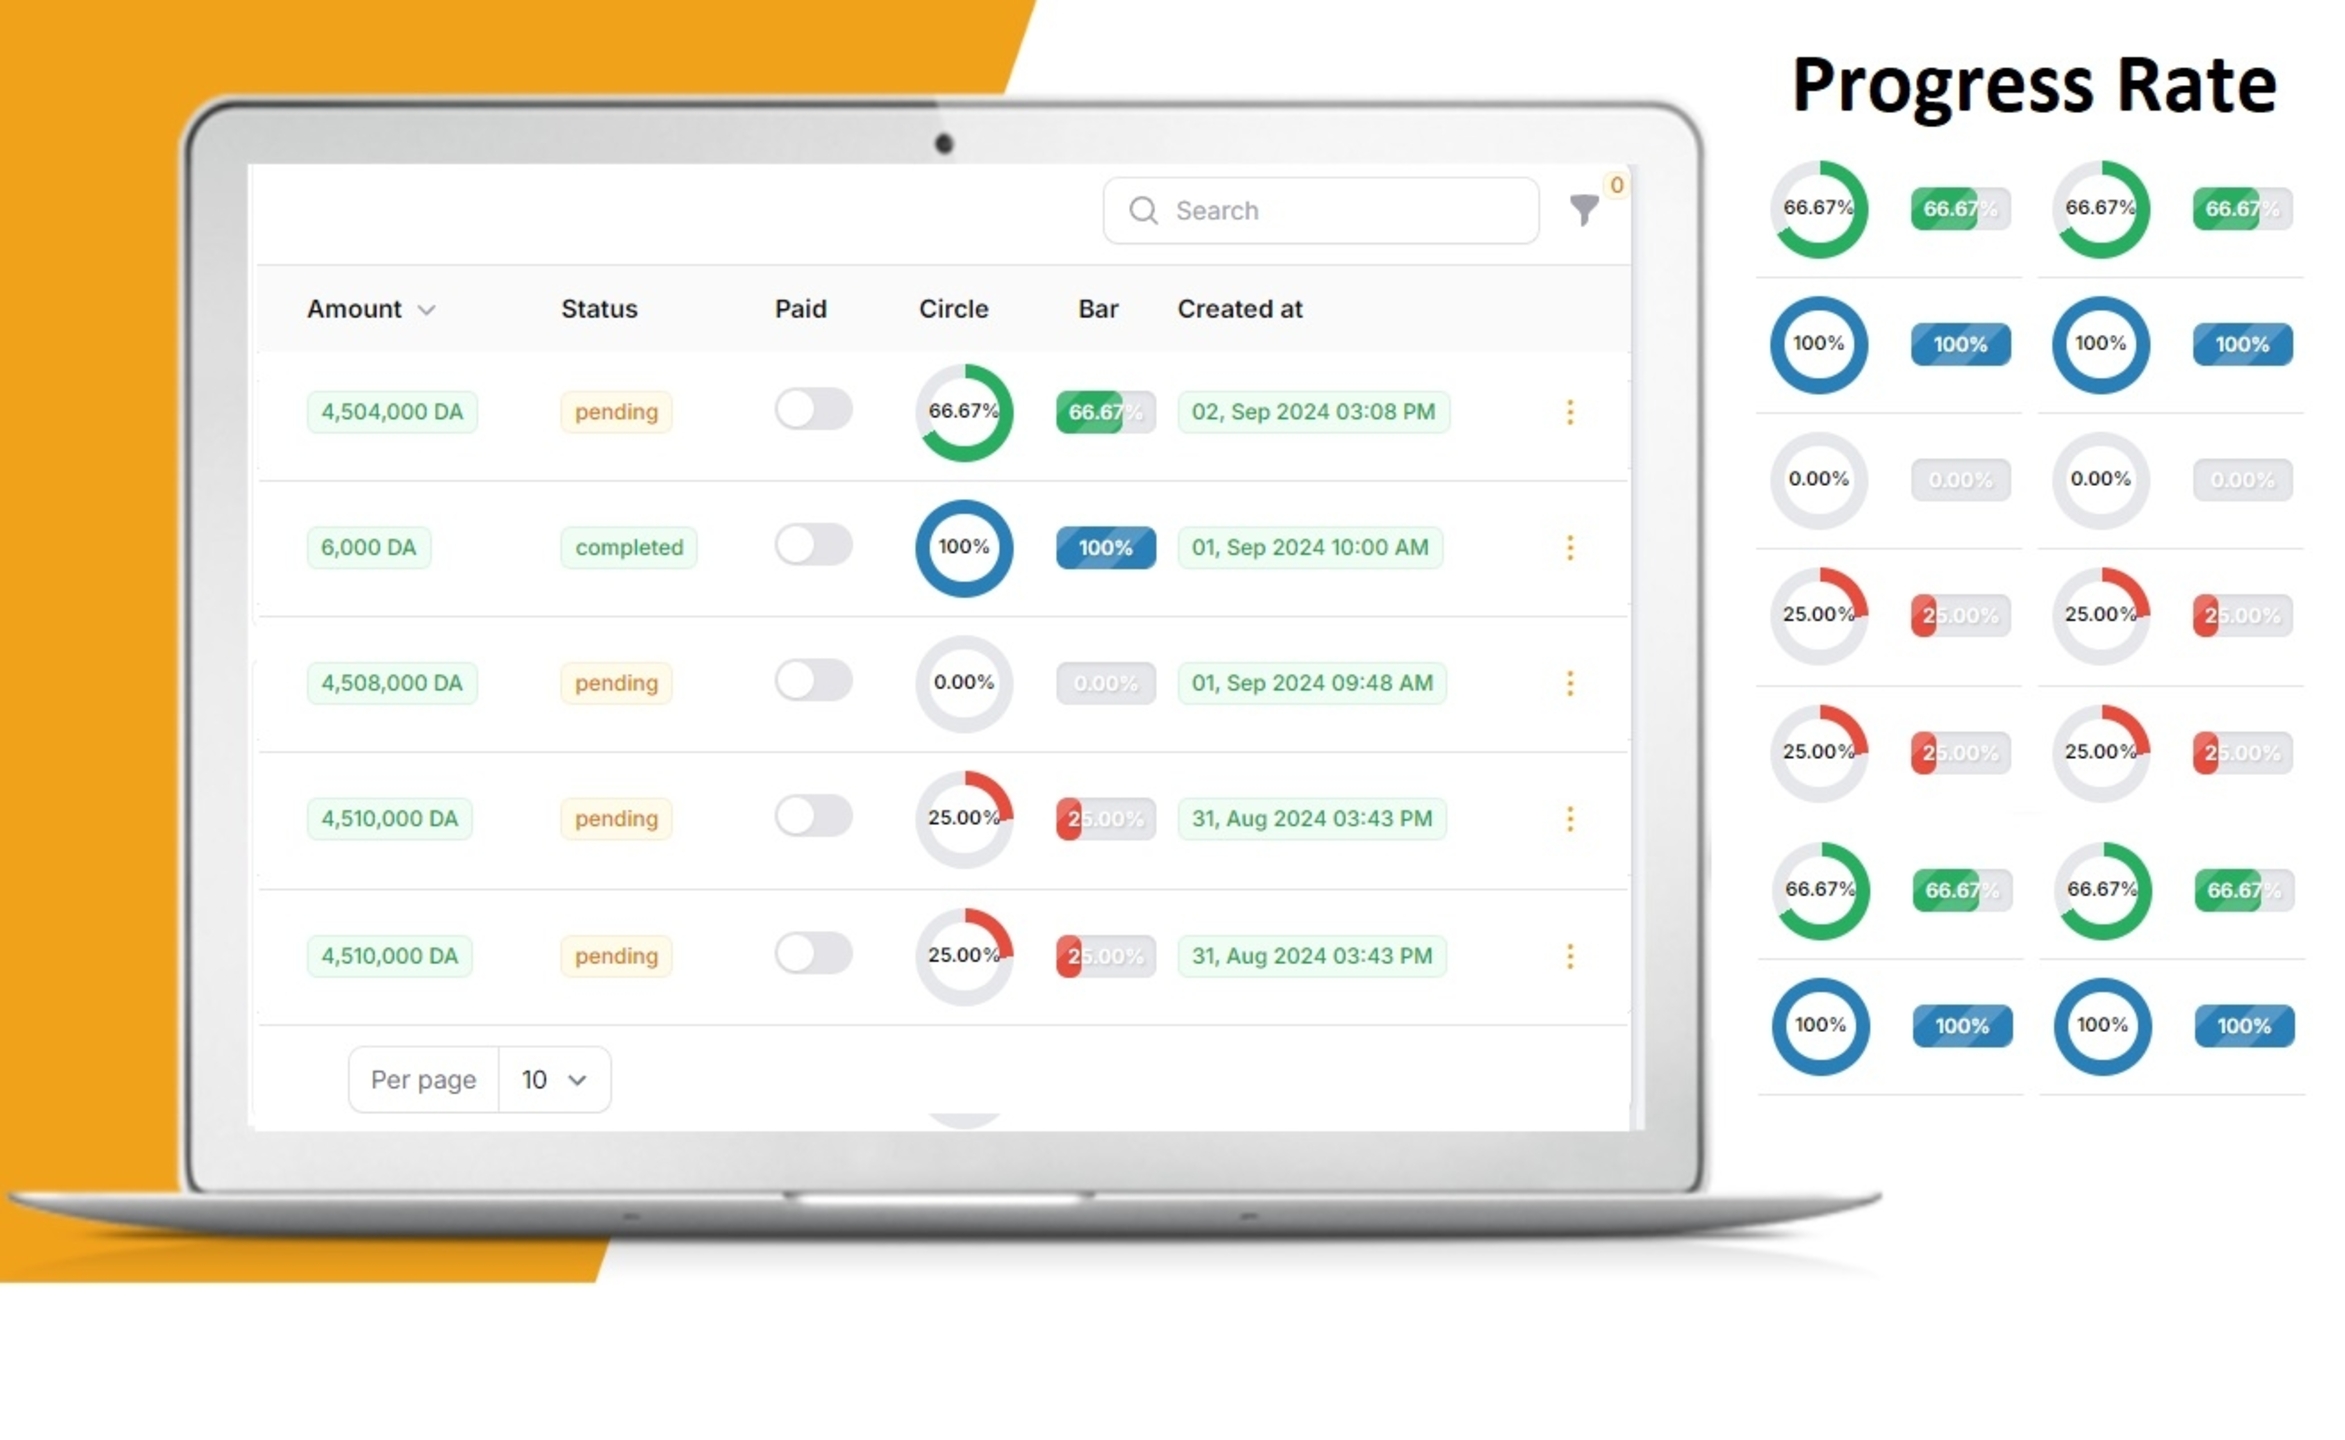 Progress Rate
0
Search
Amount Status Paid Circle Bar Created at
4,504,000 DA pending 66.67% 66.67% 02, Sep 2024 03:08 PM
6,000 DA completed 100% 100% 01, Sep 2024 10:00 AM
4,508,000 DA pending 0.00% 0.00% 01, Sep 2024 09:48 AM
4,510,000 DA pending 25.00% 25.00% 31, Aug 2024 03:43 PM
4,510,000 DA pending 25.00% 25.00% 31, Aug 2024 03:43 PM
Per page 10
66.67% 66.67% 66.67% 66.67%
100% 100% 100% 100%
0.00% 0.00% 0.00% 0.00%
25.00% 25.00% 25.00% 25.00%
25.00% 25.00% 25.00% 25.00%
66.67% 66.67% 66.67% 66.67%
100% 100% 100% 100%